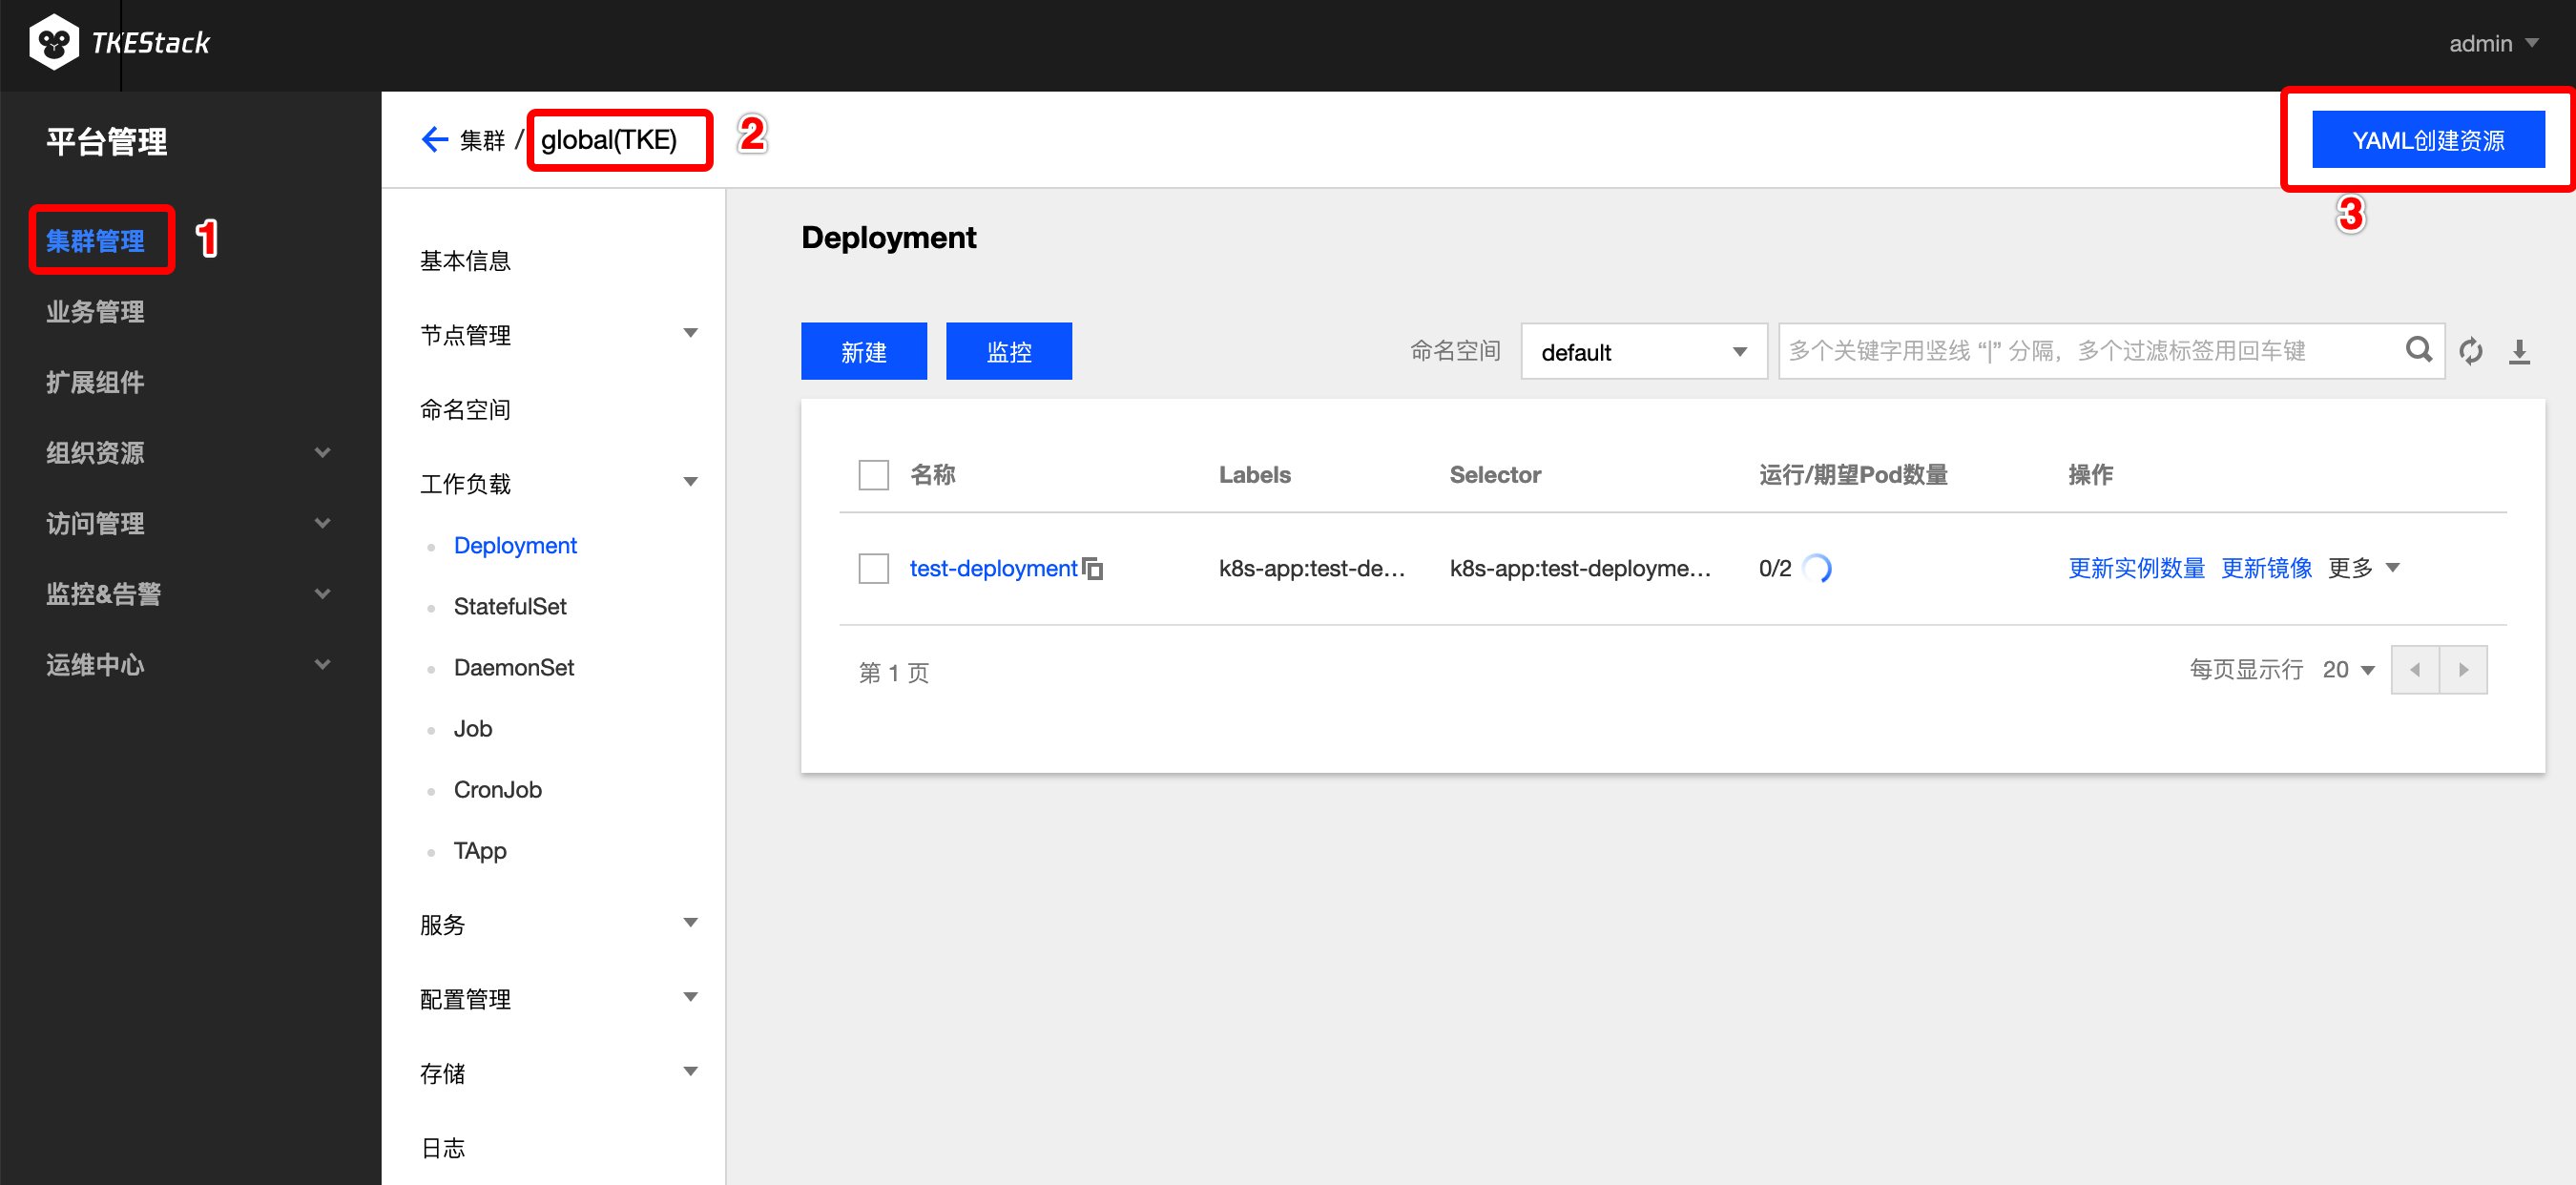 TKEStack
admin
平台管理
集群管理
1
业务管理
扩展组件
组织资源
访问管理
监控&告警
运维中心
集群 / global(TKE)
2
YAML创建资源
3
基本信息
节点管理
命名空间
工作负载
Deployment
StatefulSet
DaemonSet
Job
CronJob
TApp
服务
配置管理
存储
日志
Deployment
新建 监控 命名空间 default 多个关键字用竖线 “|” 分隔，多个过滤标签用回车键
名称 Labels Selector 运行/期望Pod数量 操作
test-deployment k8s-app:test-de... k8s-app:test-deployme... 0/2 更新实例数量 更新镜像 更多
第 1 页 每页显示行 20